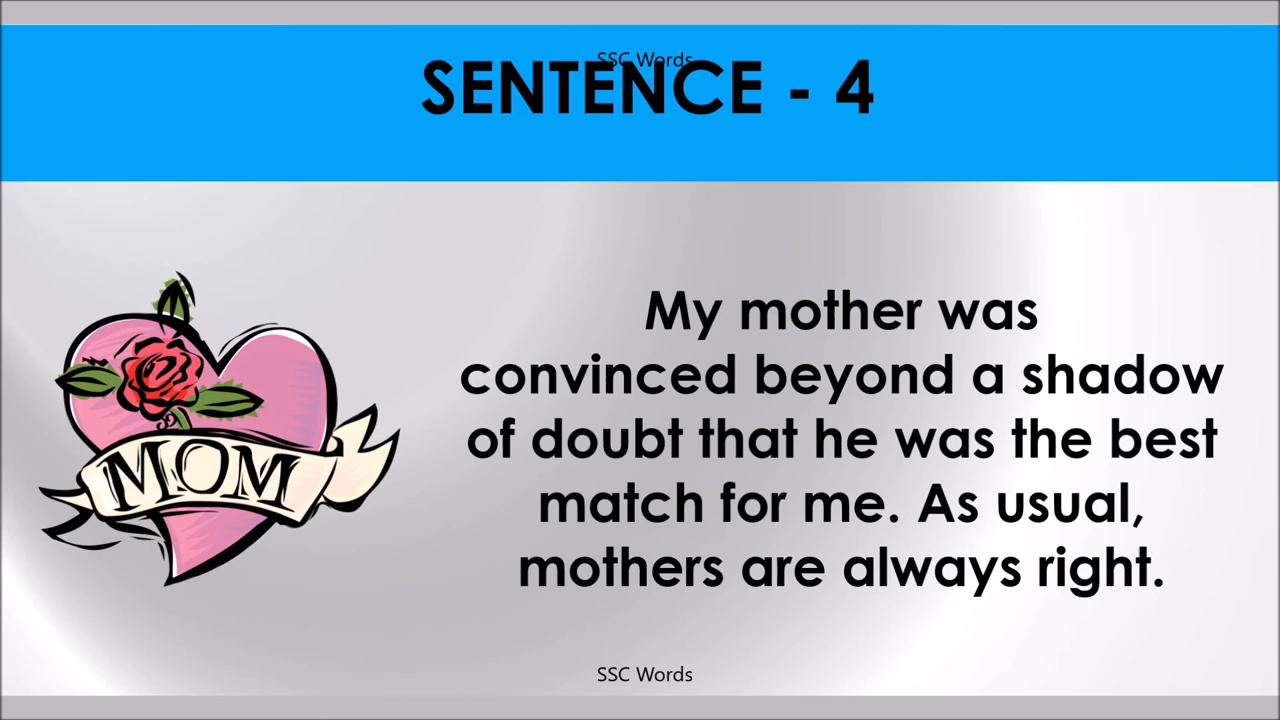 SSC Words
SENTENCE - 4
My mother was
convinced beyond a shadow
of doubt that he was the best
match for me. As usual,
mothers are always right.
MOM
SSC Words